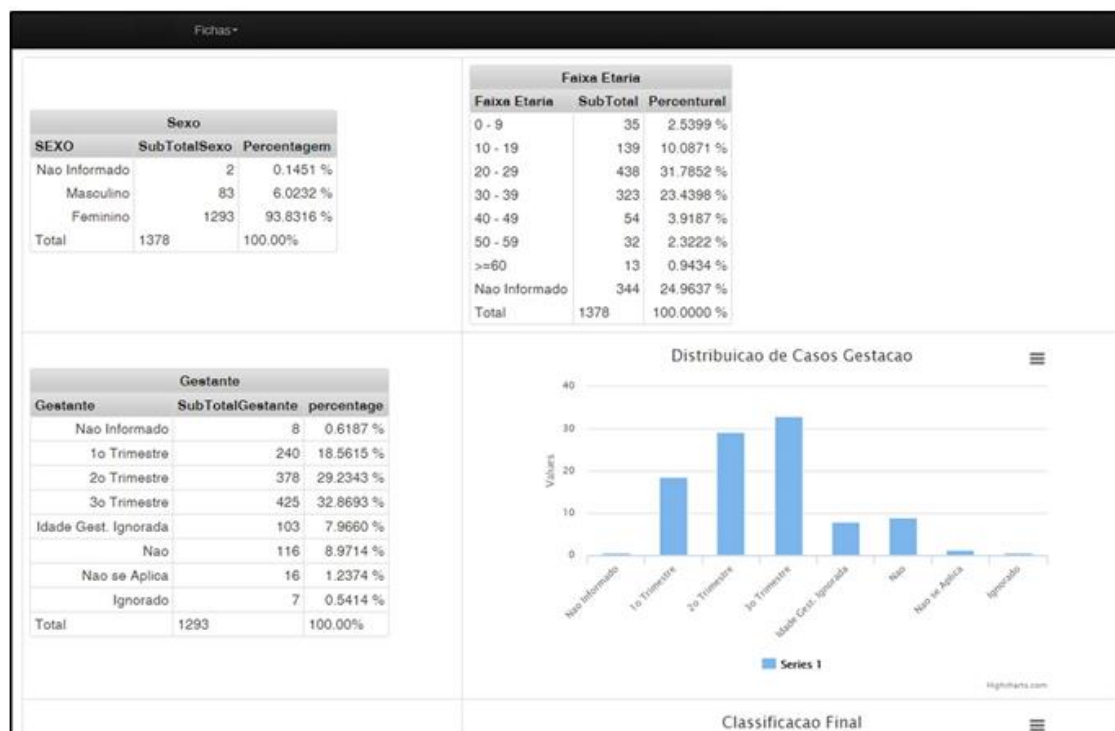 Fichas
Sexo
SEXO SubTotalSexo Percentagem
Nao Informado 2 0.1451 %
Masculino 83 6.0232 %
Feminino 1293 93.8316 %
Total 1378 100.00%
Faixa Etaria
Faixa Etaria SubTotal Percentural
0 - 9 35 2.5399 %
10 - 19 139 10.0871 %
20 - 29 438 31.7852 %
30 - 39 323 23.4398 %
40 - 49 54 3.9187 %
50 - 59 32 2.3222 %
>=60 13 0.9434 %
Nao Informado 344 24.9637 %
Total 1378 100.0000 %
Gestante
Gestante SubTotalGestante percentage
Nao Informado 8 0.6187 %
1o Trimestre 240 18.5615 %
2o Trimestre 378 29.2343 %
3o Trimestre 425 32.8693 %
Idade Gest. Ignorada 103 7.9660 %
Nao 116 8.9714 %
Nao se Aplica 16 1.2374 %
Ignorado 7 0.5414 %
Total 1293 100.00%
Distribuicao de Casos Gestacao
40
30
20
10
0
Values
Nao Informado
1o Trimestre
2o Trimestre
3o Trimestre
Idade Gest. Ignorada
Nao
Nao se Aplica
Ignorado
Series 1
Highcharts.com
Classificacao Final